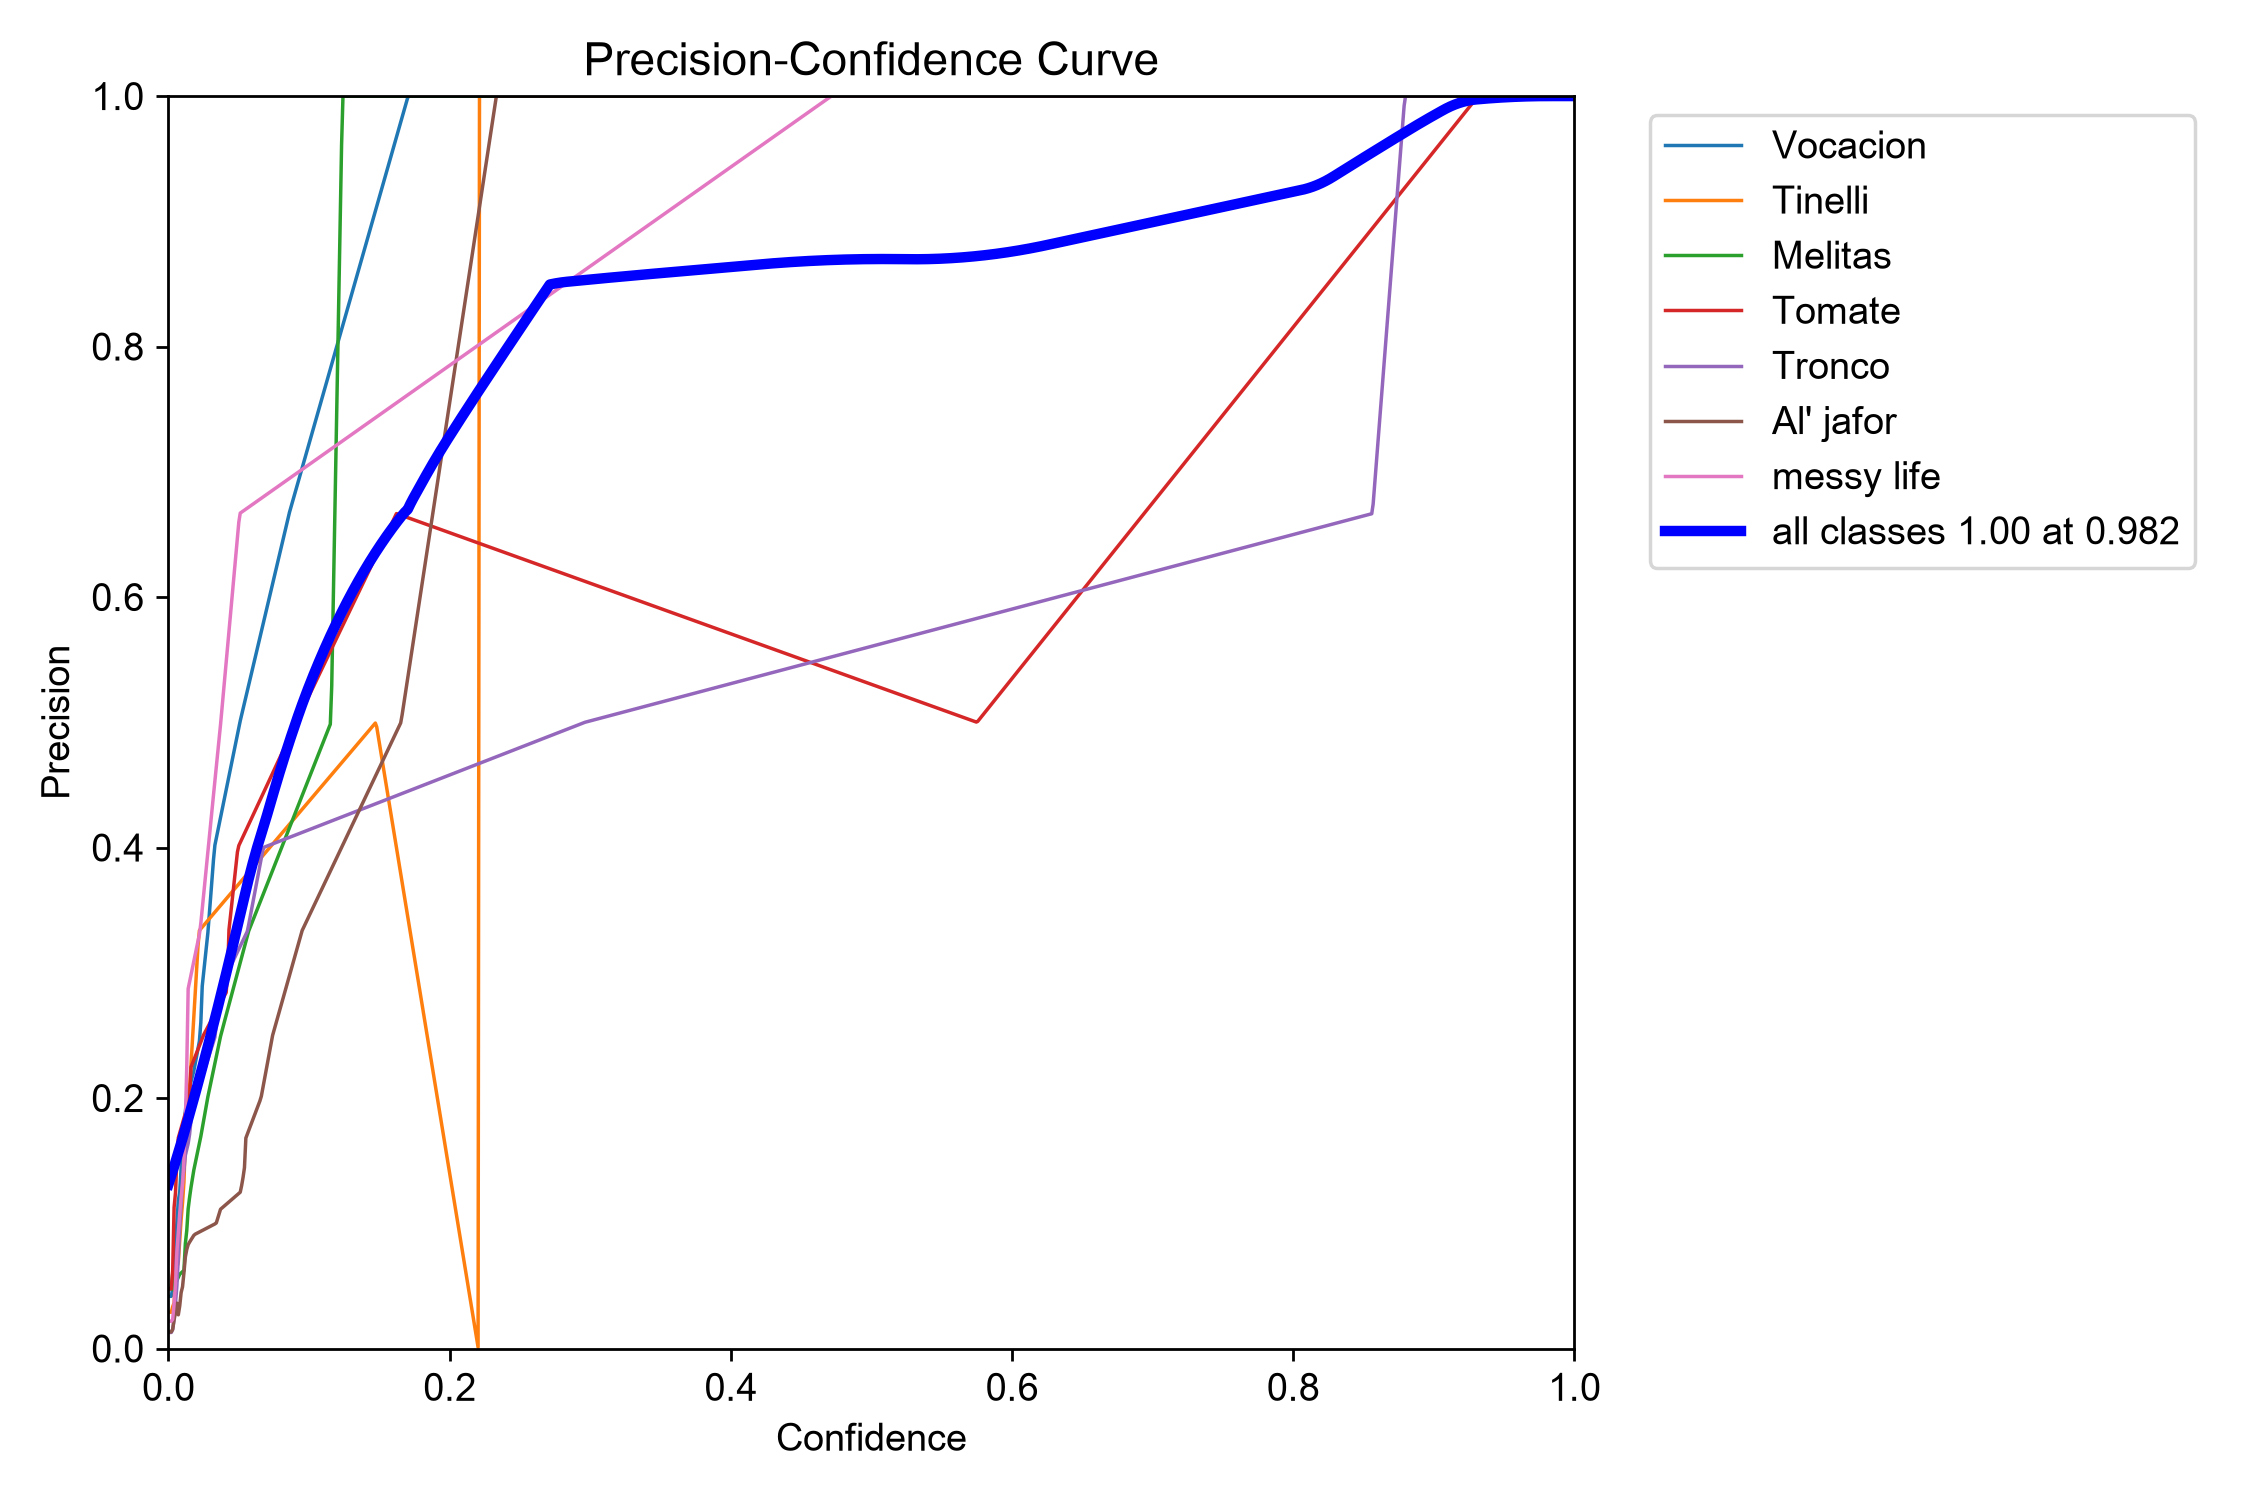 Precision-Confidence Curve
1.0
0.8
0.6
0.4
0.2
0.0
Precision
0.0 0.2 0.4 0.6 0.8 1.0
Confidence
Vocacion
Tinelli
Melitas
Tomate
Tronco
Al' jafor
messy life
all classes 1.00 at 0.982